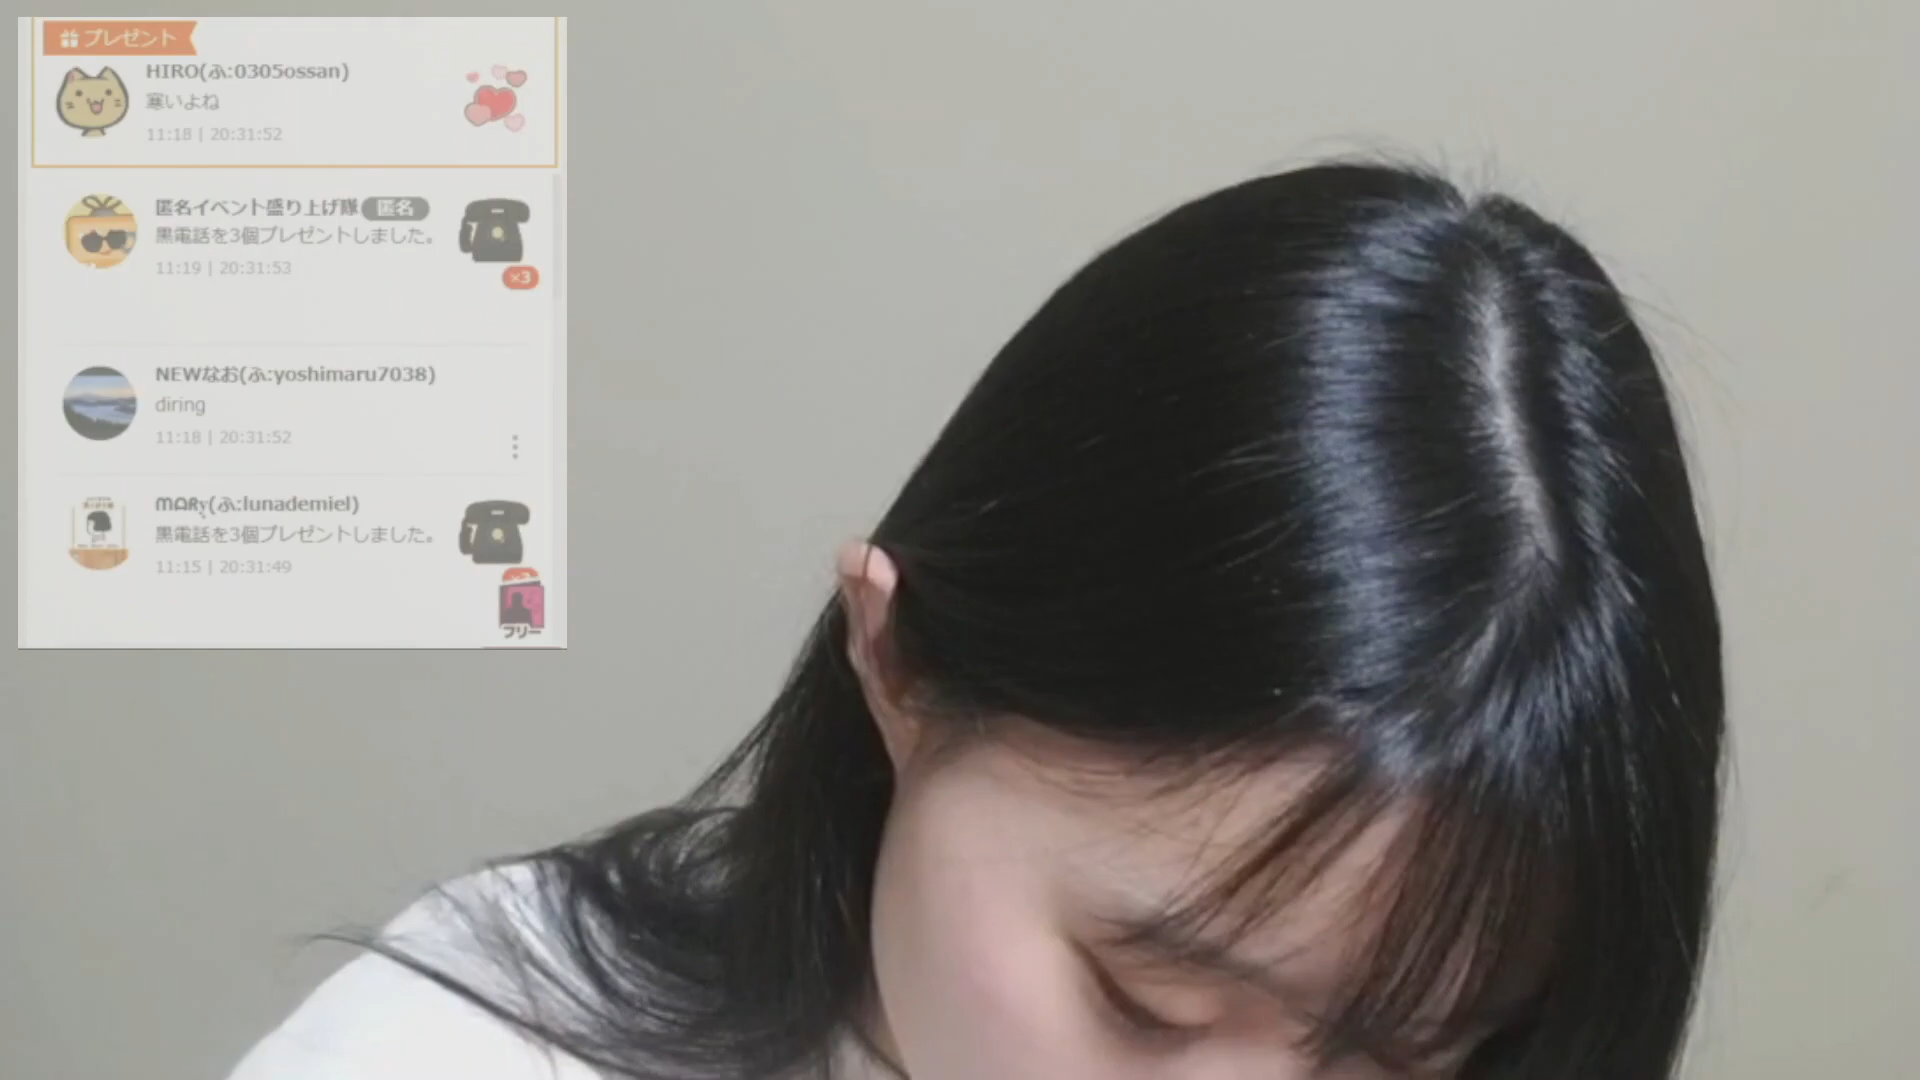 プレゼント
HIRO(ふ:0305ossan)
寒いよね
11:18 | 20:31:52
匿名イベント盛り上げ隊 匿名
黒電話を3個プレゼントしました。
11:19 | 20:31:53
×3
NEWなお(ふ:yoshimaru7038)
diring
11:18 | 20:31:52
(ふ:lunademiel)
黒電話を3個プレゼントしました。
11:15 | 20:31:49
フリー